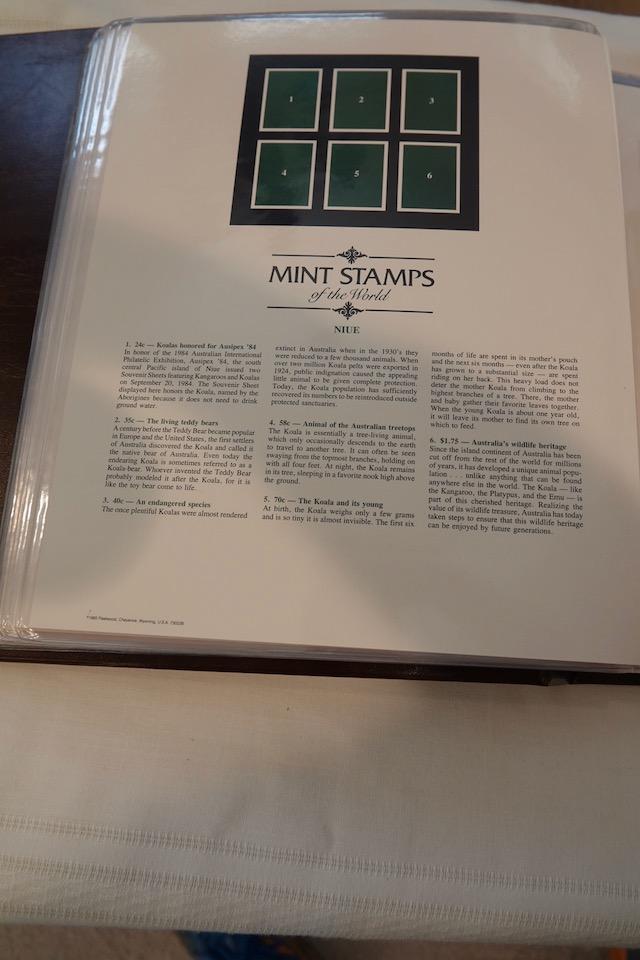 1
2
3
4
5
6
MINT STAMPS
of the World
NIUE
1. 24c — Koalas honored for Ausipex '84
In honor of the 1984 Australian International
Philatelic Exhibition, Ausipex '84, the south
central Pacific island of Niue issued two
Souvenir Sheets featuring Kangaroos and Koalas
on September 20, 1984. The Souvenir Sheet
displayed here honors the Koala, named by the
Aborigines because it does not need to drink
ground water.
2. 35c — The living teddy bears
A century before the Teddy Bear became popular
in Europe and the United States, the first settlers
of Australia discovered the Koala and called it
the native bear of Australia. Even today the
endearing Koala is sometimes referred to as a
Koala-bear. Whoever invented the Teddy Bear
probably modeled it after the Koala, for it is
like the toy bear come to life.
3. 40c — An endangered species
The once plentiful Koalas were almost rendered
extinct in Australia when in the 1930's they
were reduced to a few thousand animals. When
over two million Koala pelts were exported in
1924, public indignation caused the appealing
little animal to be given complete protection.
Today, the Koala population has sufficiently
recovered its numbers to be reintroduced outside
protected sanctuaries.
4. 58c — Animal of the Australian treetops
The Koala is essentially a tree-living animal,
which only occasionally descends to the earth
to travel to another tree. It can often be seen
swaying from the topmost branches, holding on
with all four feet. At night, the Koala remains
in its tree, sleeping in a favorite nook high above
the ground.
5. 70c — The Koala and its young
At birth, the Koala weighs only a few grams
and is so tiny it is almost invisible. The first six
months of life are spent in its mother's pouch
and the next six months — even after the Koala
has grown to a substantial size — are spent
riding on her back. This heavy load does not
deter the mother Koala from climbing to the
highest branches of a tree. There, the mother
and baby gather their favorite leaves together.
When the young Koala is about one year old,
it will leave its mother to find its own tree on
which to feed.
6. $1.75 — Australia's wildlife heritage
Since the island continent of Australia has been
cut off from the rest of the world for millions
of years, it has developed a unique animal popu-
lation . . . unlike anything that can be found
anywhere else in the world. The Koala — like
the Kangaroo, the Platypus, and the Emu — is
part of this cherished heritage. Realizing the
value of its wildlife treasure, Australia has today
taken steps to ensure that this wildlife heritage
can be enjoyed by future generations.
©1985 Fleetwood, Cheyenne, Wyoming, U.S.A.